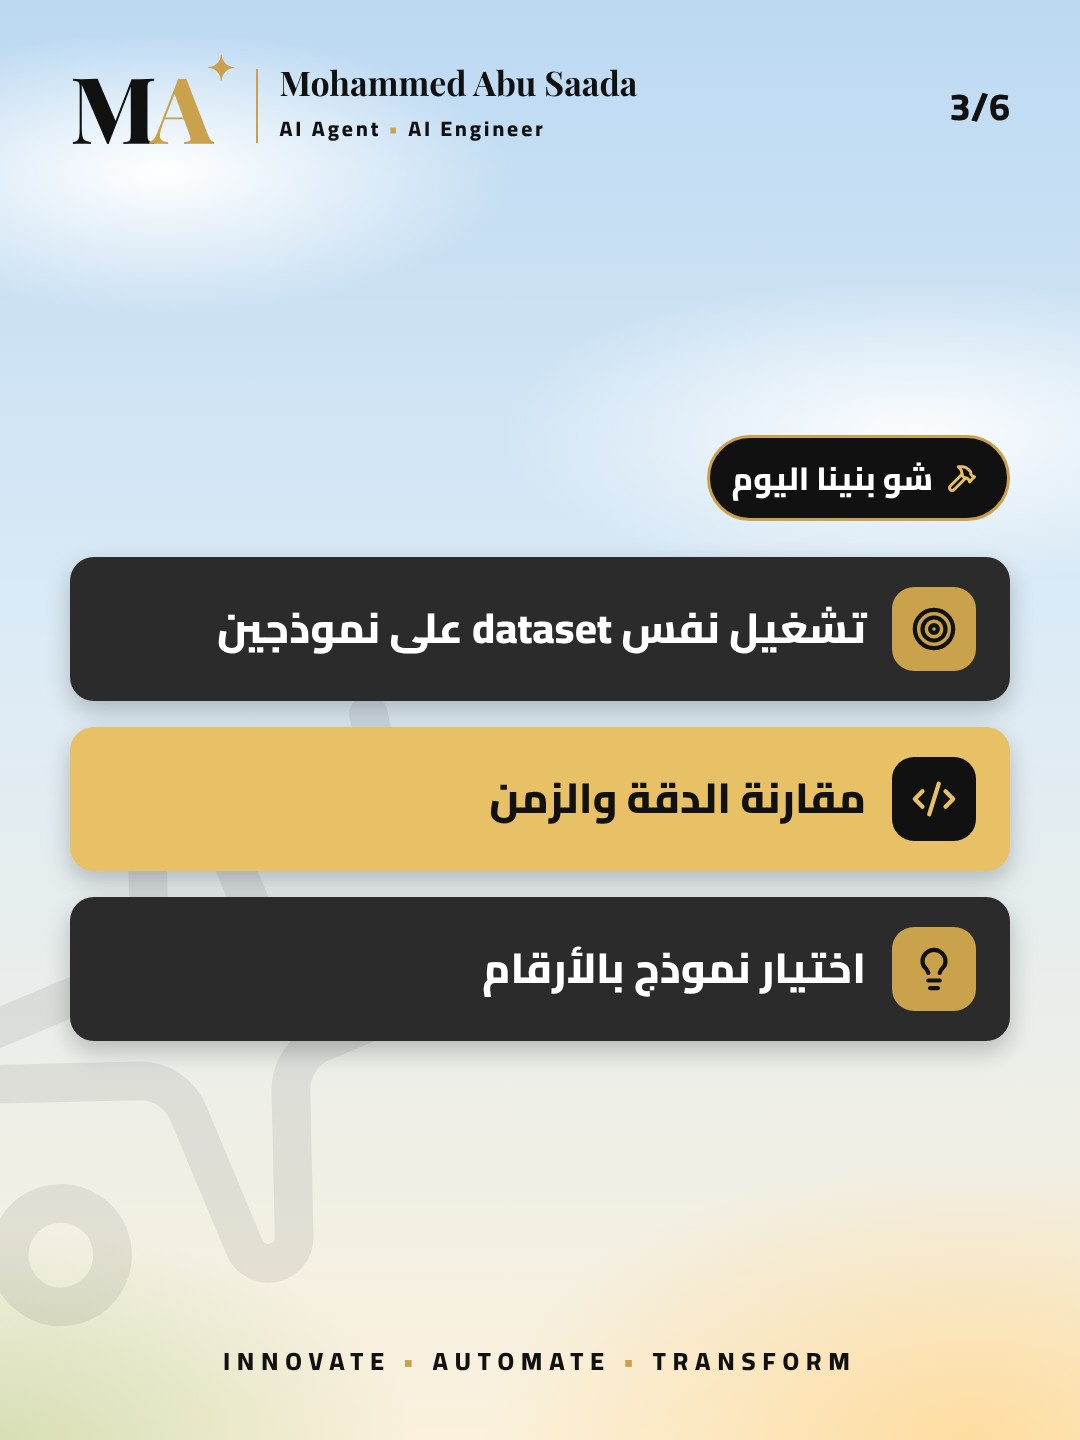 MA
Mohammed Abu Saada
AI Agent ▪ AI Engineer
3/6
شو بنينا اليوم
تشغيل نفس dataset على نموذجين
مقارنة الدقة والزمن
اختيار نموذج بالأرقام
INNOVATE ▪ AUTOMATE ▪ TRANSFORM